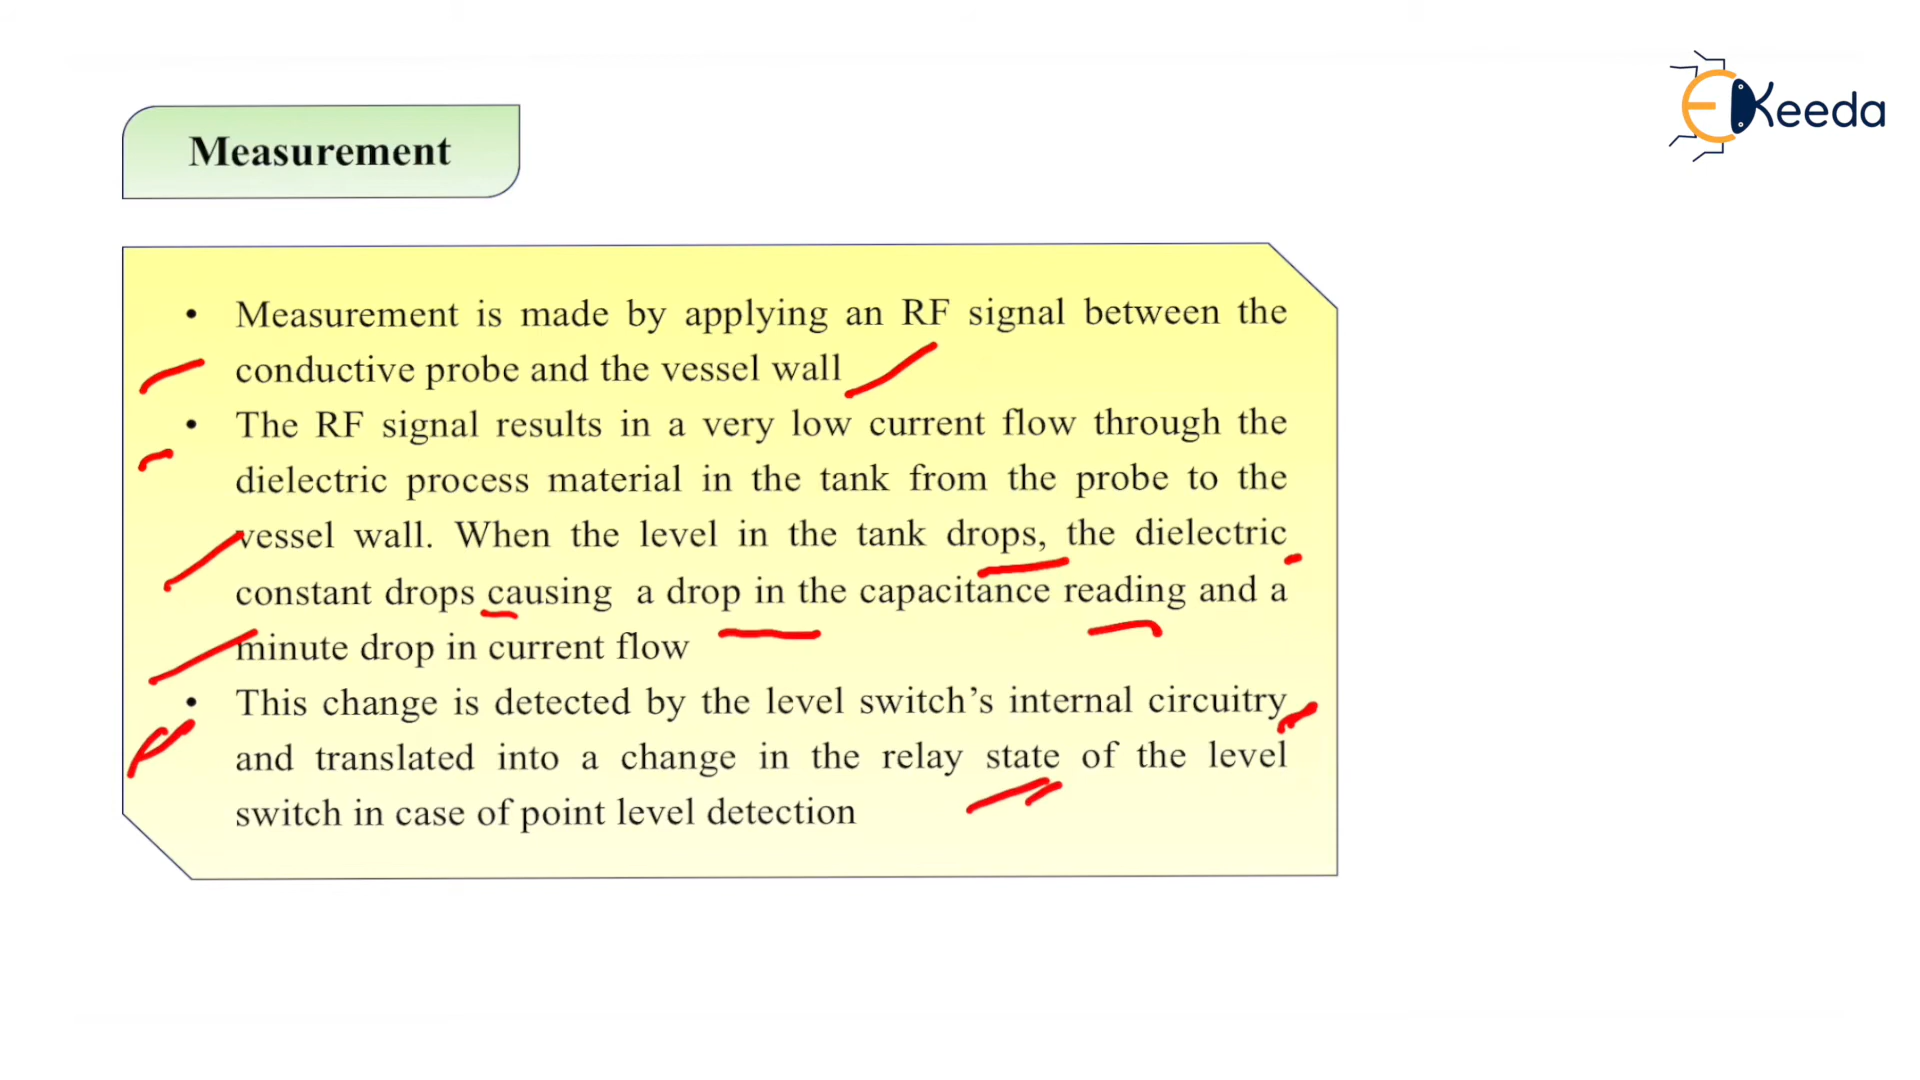 EKeeda
Measurement
• Measurement is made by applying an RF signal between the
conductive probe and the vessel wall
• The RF signal results in a very low current flow through the
dielectric process material in the tank from the probe to the
vessel wall. When the level in the tank drops, the dielectric
constant drops causing a drop in the capacitance reading and a
minute drop in current flow
• This change is detected by the level switch’s internal circuitry
and translated into a change in the relay state of the level
switch in case of point level detection